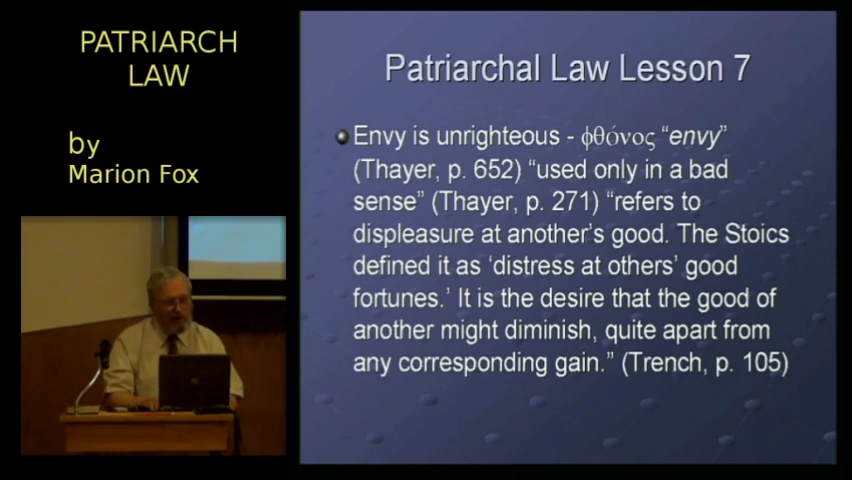 PATRIARCH
LAW
by
Marion Fox
Patriarchal Law Lesson 7
Envy is unrighteous - φθόνος “envy”
(Thayer, p. 652) “used only in a bad
sense” (Thayer, p. 271) “refers to
displeasure at another’s good. The Stoics
defined it as ‘distress at others’ good
fortunes.’ It is the desire that the good of
another might diminish, quite apart from
any corresponding gain.” (Trench, p. 105)